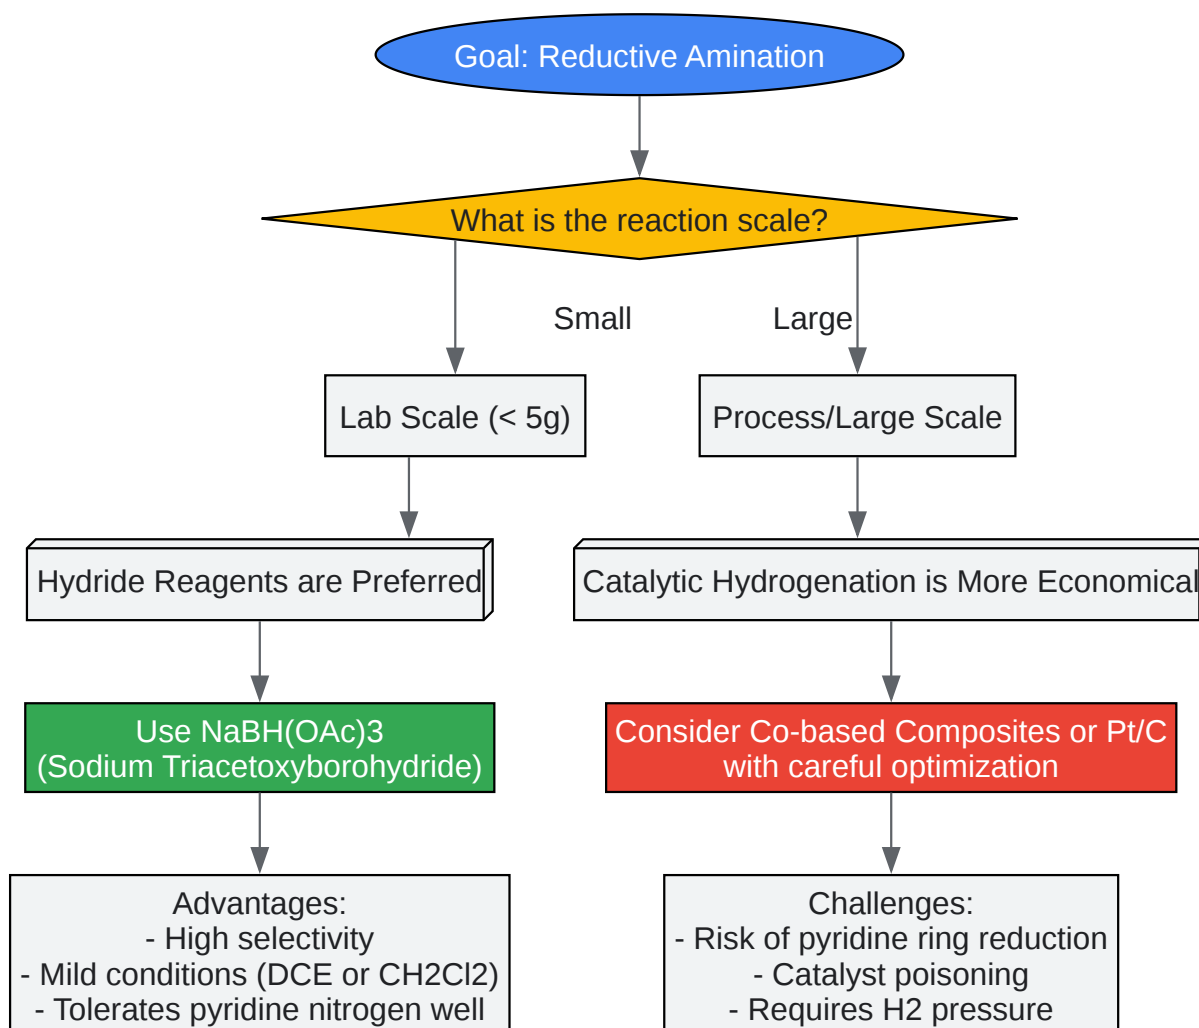 Goal: Reductive Amination
What is the reaction scale?
Small
Large
Lab Scale (< 5g)
Process/Large Scale
Hydride Reagents are Preferred
Catalytic Hydrogenation is More Economical
Use NaBH(OAc)3
(Sodium Triacetoxyborohydride)
Consider Co-based Composites or Pt/C
with careful optimization
Advantages:
- High selectivity
- Mild conditions (DCE or CH2Cl2)
- Tolerates pyridine nitrogen well
Challenges:
- Risk of pyridine ring reduction
- Catalyst poisoning
- Requires H2 pressure